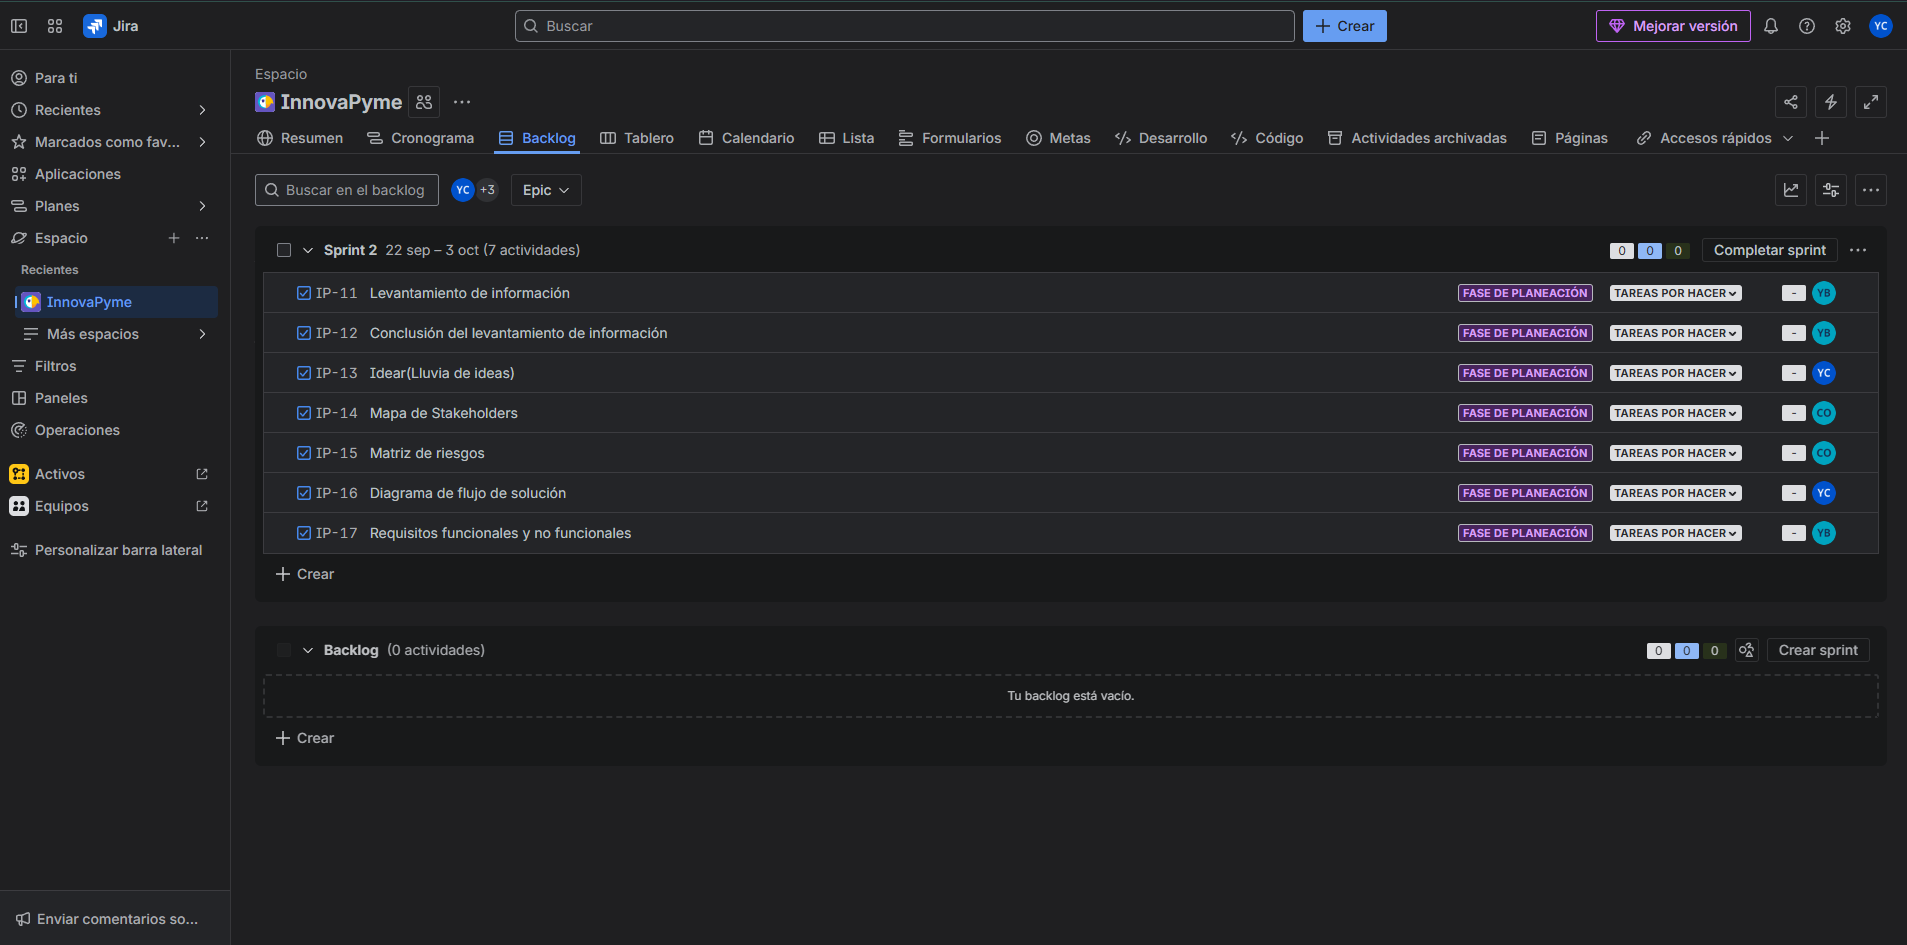 Jira
Buscar
Crear
Mejorar versión
YC
Para ti
Recientes
Marcados como fav...
Aplicaciones
Planes
Espacio
Recientes
InnovaPyme
Más espacios
Filtros
Paneles
Operaciones
Activos
Equipos
Personalizar barra lateral
Enviar comentarios so...
Espacio
InnovaPyme
Resumen Cronograma Backlog Tablero Calendario Lista Formularios Metas Desarrollo Código Actividades archivadas Páginas Accesos rápidos
Buscar en el backlog YC +3 Epic
Sprint 2 22 sep – 3 oct (7 actividades) 0 0 0 Completar sprint
IP-11 Levantamiento de información FASE DE PLANEACIÓN TAREAS POR HACER - YB
IP-12 Conclusión del levantamiento de información FASE DE PLANEACIÓN TAREAS POR HACER - YB
IP-13 Idear(Lluvia de ideas) FASE DE PLANEACIÓN TAREAS POR HACER - YC
IP-14 Mapa de Stakeholders FASE DE PLANEACIÓN TAREAS POR HACER - CO
IP-15 Matriz de riesgos FASE DE PLANEACIÓN TAREAS POR HACER - CO
IP-16 Diagrama de flujo de solución FASE DE PLANEACIÓN TAREAS POR HACER - YC
IP-17 Requisitos funcionales y no funcionales FASE DE PLANEACIÓN TAREAS POR HACER - YB
Crear
Backlog (0 actividades) 0 0 0 Crear sprint
Tu backlog está vacío.
Crear